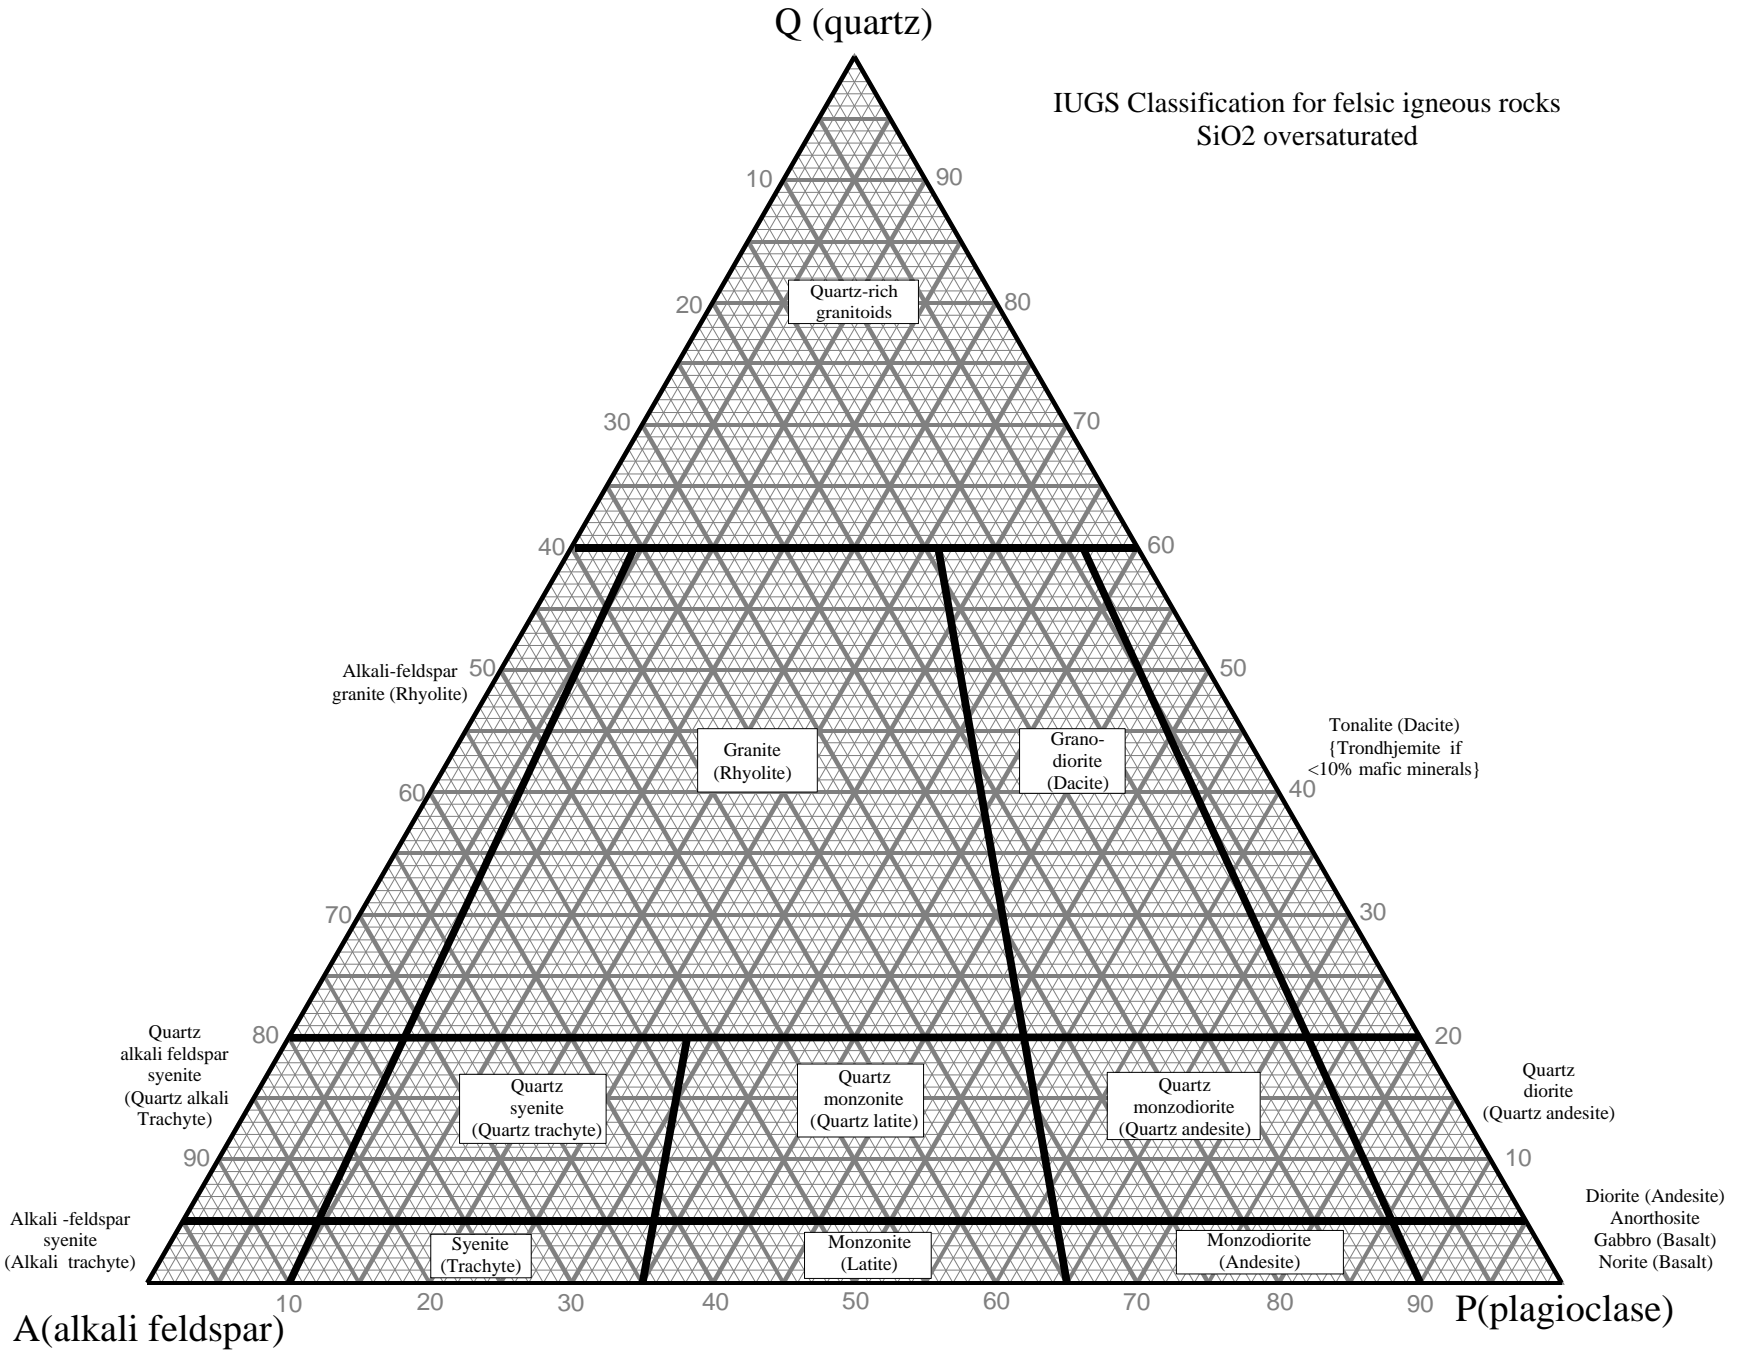 Q (quartz)
IUGS Classification for felsic igneous rocks
SiO2 oversaturated
10
90
Quartz-rich
granitoids
20
80
30
70
40
60
Alkali-feldspar
granite (Rhyolite)
50
50
Granite
(Rhyolite)
Grano-
diorite
(Dacite)
Tonalite (Dacite)
{Trondhjemite if
<10% mafic minerals}
60
40
70
30
80
20
Quartz
alkali feldspar
syenite
(Quartz alkali
Trachyte)
Quartz
syenite
(Quartz trachyte)
Quartz
monzonite
(Quartz latite)
Quartz
monzodiorite
(Quartz andesite)
Quartz
diorite
(Quartz andesite)
90
10
Alkali -feldspar
syenite
(Alkali trachyte)
Syenite
(Trachyte)
Monzonite
(Latite)
Monzodiorite
(Andesite)
Diorite (Andesite)
Anorthosite
Gabbro (Basalt)
Norite (Basalt)
10 20 30 40 50 60 70 80 90
A(alkali feldspar)
P(plagioclase)